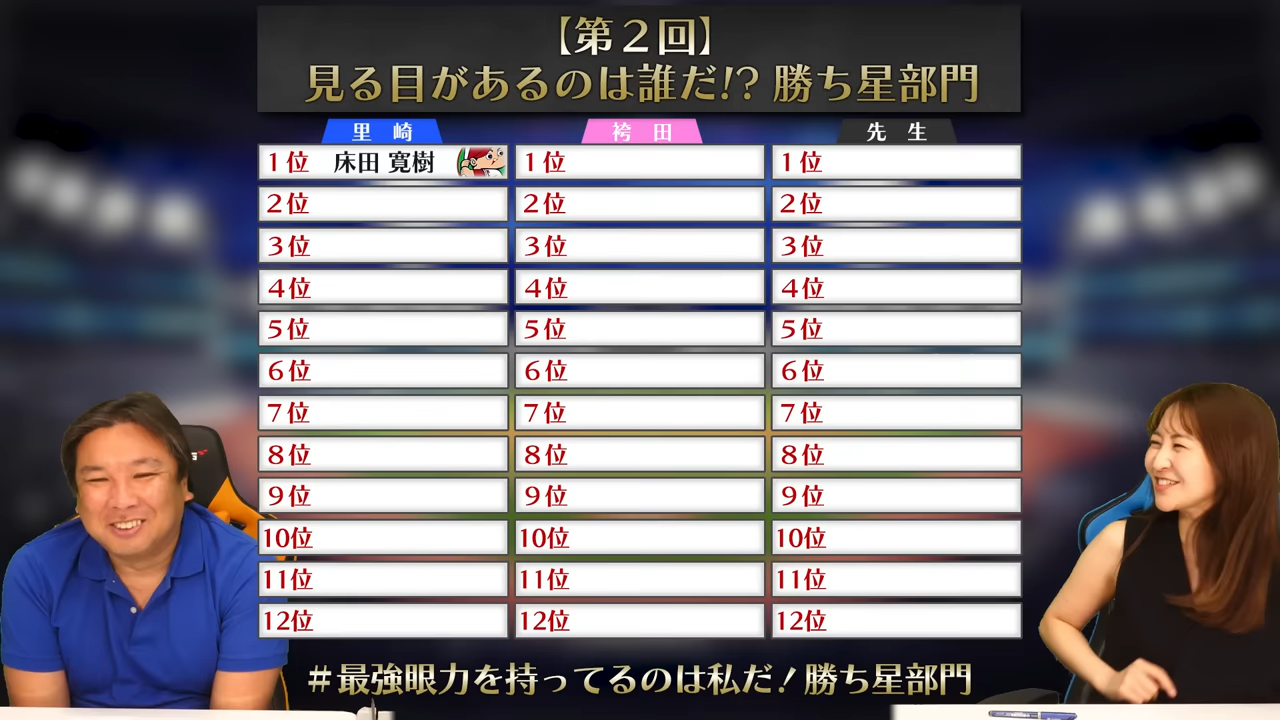 【第２回】
見る目があるのは誰だ!? 勝ち星部門
里崎 袴田 先生
1位 床田 寛樹 1位 1位
2位 2位 2位
3位 3位 3位
4位 4位 4位
5位 5位 5位
6位 6位 6位
7位 7位 7位
8位 8位 8位
9位 9位 9位
10位 10位 10位
11位 11位 11位
12位 12位 12位
＃最強眼力を持ってるのは私だ！勝ち星部門